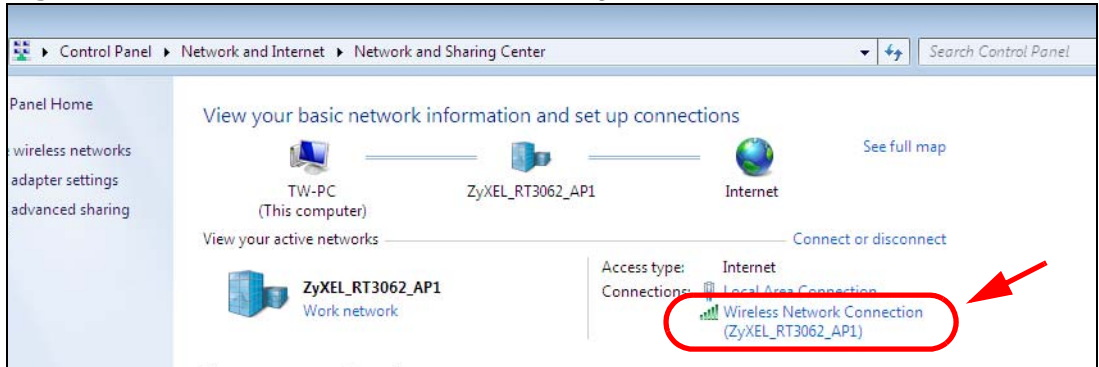 Control Panel ▸ Network and Internet ▸ Network and Sharing Center
Search Control Panel
Panel Home
wireless networks
adapter settings
advanced sharing
View your basic network information and set up connections
See full map
TW-PC
(This computer)
ZyXEL_RT3062_AP1
Internet
View your active networks
Connect or disconnect
ZyXEL_RT3062_AP1
Work network
Access type: Internet
Connections: Local Area Connection
Wireless Network Connection
(ZyXEL_RT3062_AP1)